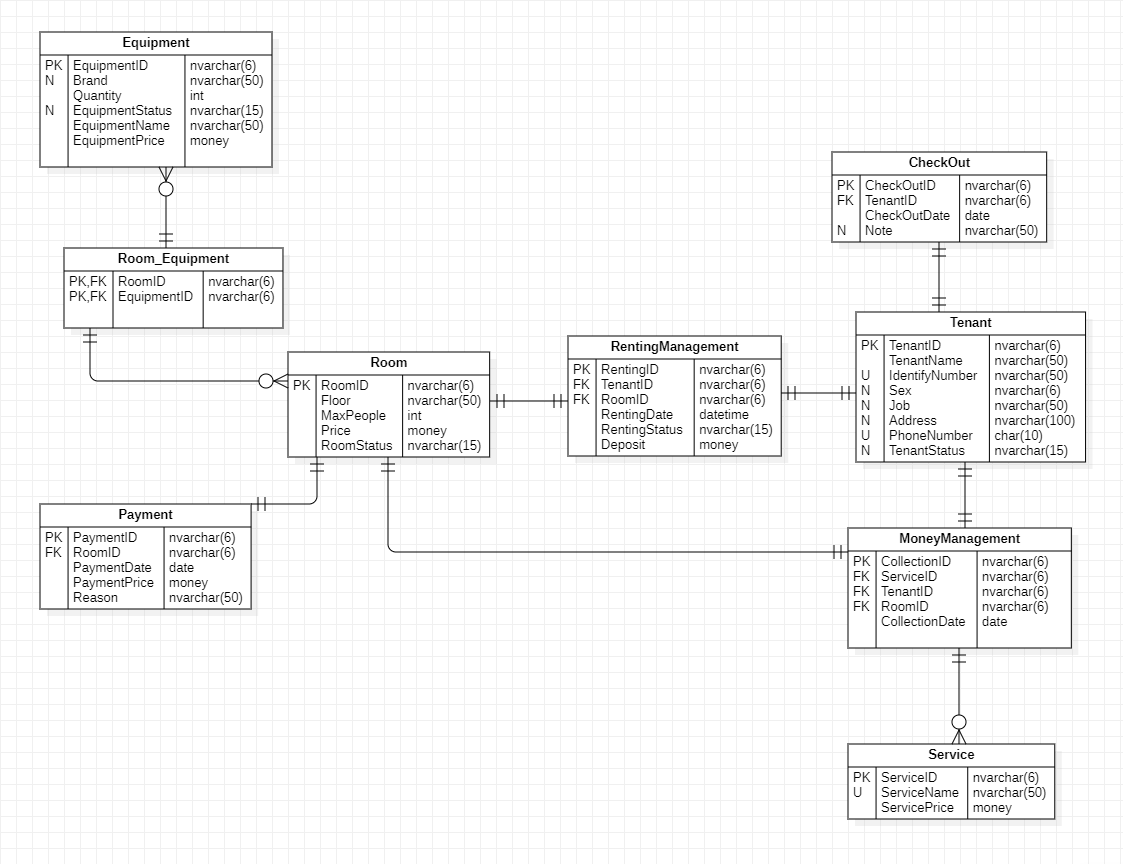 Equipment
PK EquipmentID nvarchar(6)
N Brand nvarchar(50)
Quantity int
N EquipmentStatus nvarchar(15)
EquipmentName nvarchar(50)
EquipmentPrice money
CheckOut
PK CheckOutID nvarchar(6)
FK TenantID nvarchar(6)
CheckOutDate date
N Note nvarchar(50)
Room_Equipment
PK,FK RoomID nvarchar(6)
PK,FK EquipmentID nvarchar(6)
Room
PK RoomID nvarchar(6)
Floor nvarchar(50)
MaxPeople int
Price money
RoomStatus nvarchar(15)
RentingManagement
PK RentingID nvarchar(6)
FK TenantID nvarchar(6)
FK RoomID nvarchar(6)
RentingDate datetime
RentingStatus nvarchar(15)
Deposit money
Tenant
PK TenantID nvarchar(6)
TenantName nvarchar(50)
U IdentifyNumber nvarchar(50)
N Sex nvarchar(6)
N Job nvarchar(50)
N Address nvarchar(100)
U PhoneNumber char(10)
N TenantStatus nvarchar(15)
Payment
PK PaymentID nvarchar(6)
FK RoomID nvarchar(6)
PaymentDate date
PaymentPrice money
Reason nvarchar(50)
MoneyManagement
PK CollectionID nvarchar(6)
FK ServiceID nvarchar(6)
FK TenantID nvarchar(6)
FK RoomID nvarchar(6)
CollectionDate date
Service
PK ServiceID nvarchar(6)
U ServiceName nvarchar(50)
ServicePrice money